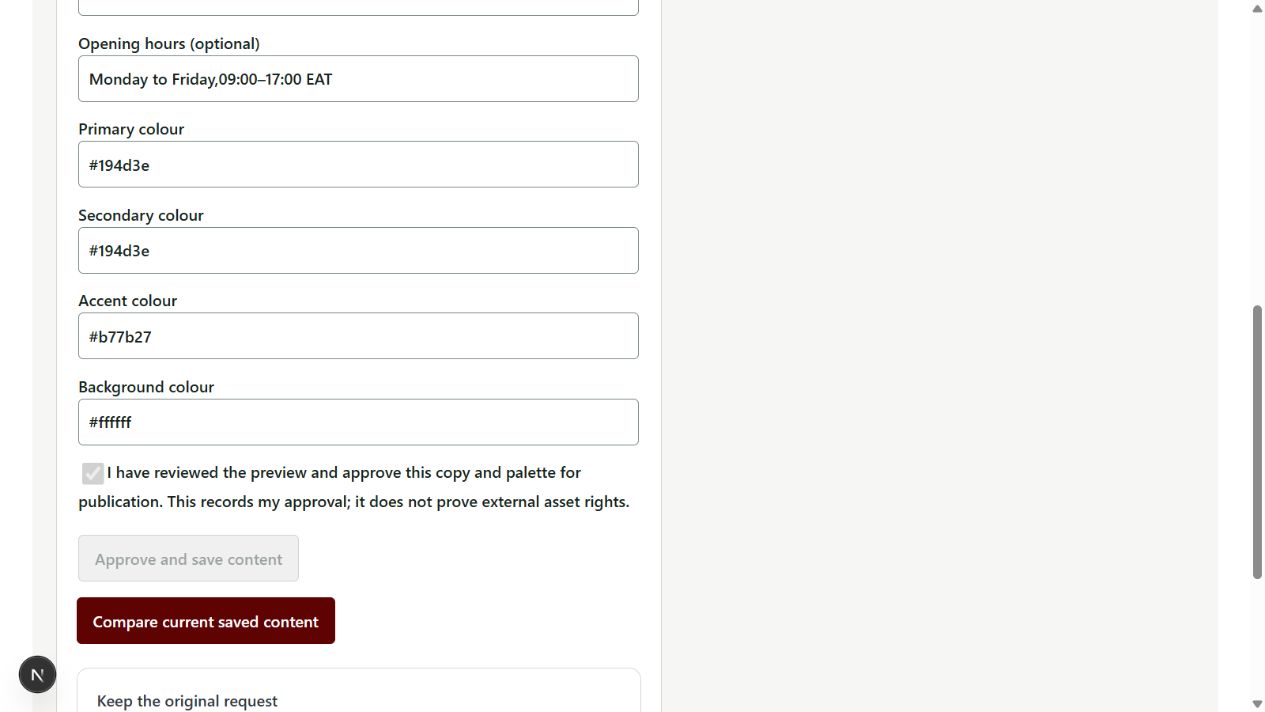 Opening hours (optional)
Monday to Friday,09:00–17:00 EAT
Primary colour
#194d3e
Secondary colour
#194d3e
Accent colour
#b77b27
Background colour
#ffffff
I have reviewed the preview and approve this copy and palette for
publication. This records my approval; it does not prove external asset rights.
Approve and save content
Compare current saved content
N
Keep the original request